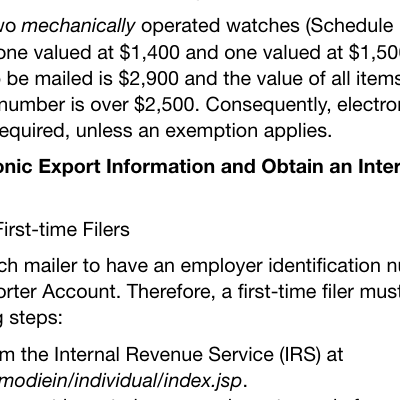 wo mechanically operated watches (Schedule
one valued at $1,400 and one valued at $1,50
be mailed is $2,900 and the value of all items
number is over $2,500. Consequently, electro
equired, unless an exemption applies.
onic Export Information and Obtain an Inter
First-time Filers
ch mailer to have an employer identification n
orter Account. Therefore, a first-time filer must
g steps:
m the Internal Revenue Service (IRS) at
modiein/individual/index.jsp.